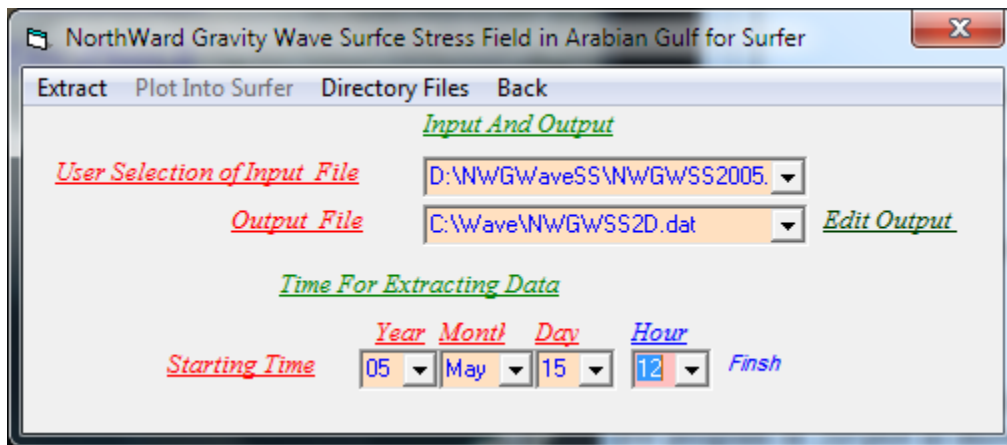 NorthWard Gravity Wave Surfce Stress Field in Arabian Gulf for Surfer
x
Extract Plot Into Surfer Directory Files Back
Input And Output
User Selection of Input File D:\NWGWaveSS\NWGWSS2005.
Output File C:\Wave\NWGWSS2D.dat Edit Output
Time For Extracting Data
Year Month Day Hour
Starting Time 05 May 15 12 Finsh